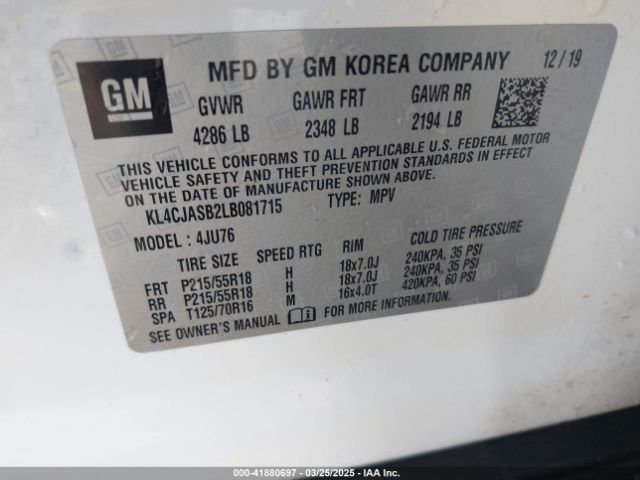 GM
MFD BY GM KOREA COMPANY 12/19
GVWR GAWR FRT GAWR RR
4286 LB 2348 LB 2194 LB
THIS VEHICLE CONFORMS TO ALL APPLICABLE U.S. FEDERAL MOTOR
VEHICLE SAFETY AND THEFT PREVENTION STANDARDS IN EFFECT
ON THE DATE OF MANUFACTURE SHOWN ABOVE.
KL4CJASB2LB081715 TYPE: MPV
MODEL: 4JU76
TIRE SIZE SPEED RTG RIM COLD TIRE PRESSURE
FRT P215/55R18 H 18x7.0J 240KPA, 35 PSI
RR P215/55R18 H 18x7.0J 240KPA, 35 PSI
SPA T125/70R16 M 16x4.0T 420KPA, 60 PSI
SEE OWNER'S MANUAL FOR MORE INFORMATION.
000-41880697 - 03/25/2025 - IAA Inc.